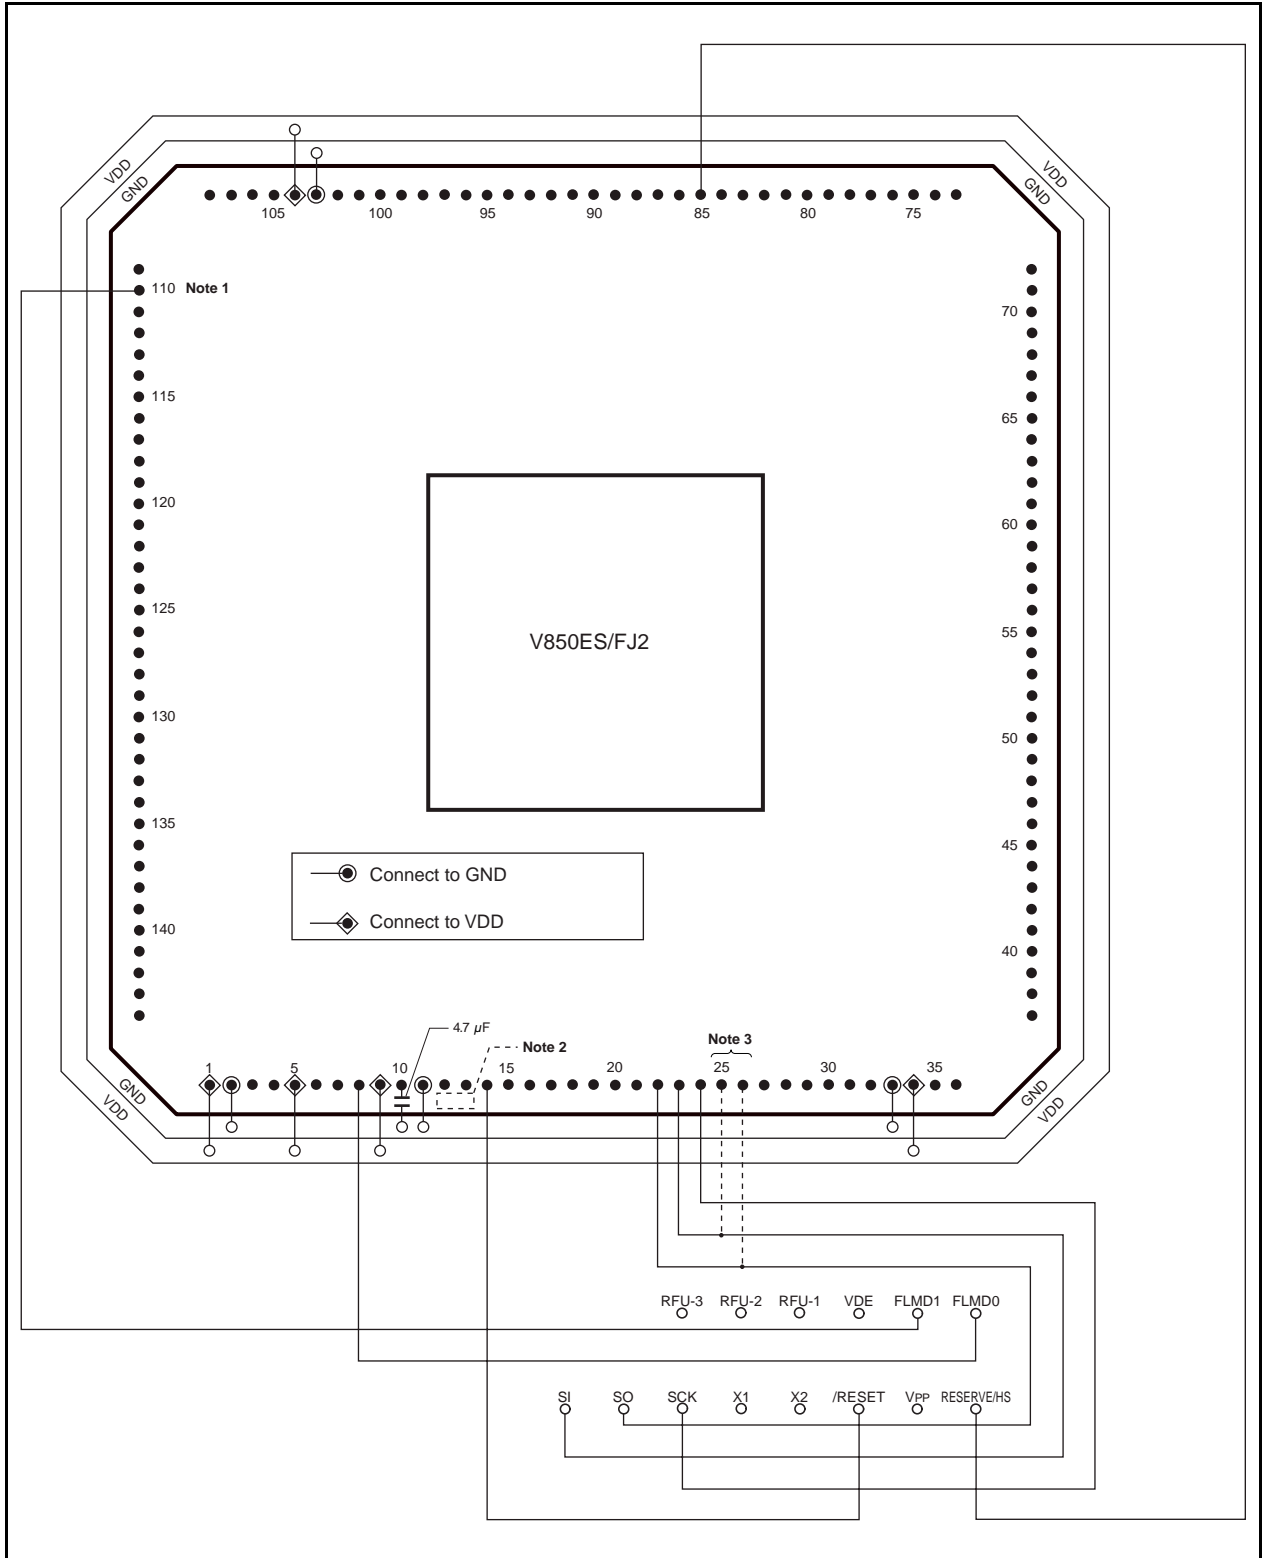 VDD
GND
VDD
GND
105 100 95 90 85 80 75
110 Note 1
70
115
65
120
60
125
V850ES/FJ2
55
130
50
135
45
Connect to GND
Connect to VDD
140
40
4.7 µF
Note 2
Note 3
1 5 10 15 20 25 30 35
GND
VDD
GND
VDD
RFU-3 RFU-2 RFU-1 VDE FLMD1 FLMD0
SI SO SCK X1 X2 /RESET VPP RESERVE/HS